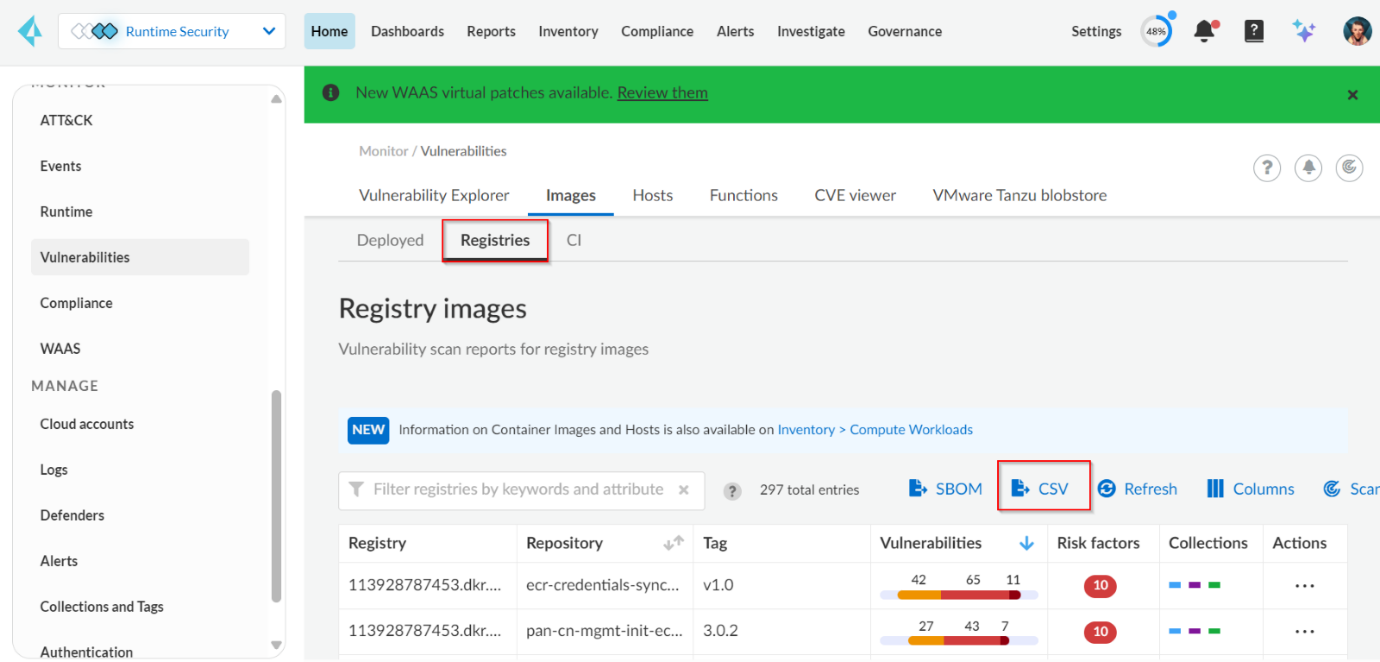 Runtime Security
Home Dashboards Reports Inventory Compliance Alerts Investigate Governance
Settings 48%
MONITOR
ATT&CK
Events
Runtime
Vulnerabilities
Compliance
WAAS
MANAGE
Cloud accounts
Logs
Defenders
Alerts
Collections and Tags
Authentication
New WAAS virtual patches available. Review them
Monitor / Vulnerabilities
Vulnerability Explorer Images Hosts Functions CVE viewer VMware Tanzu blobstore
Deployed Registries CI
Registry images
Vulnerability scan reports for registry images
NEW Information on Container Images and Hosts is also available on Inventory > Compute Workloads
Filter registries by keywords and attribute ? 297 total entries SBOM CSV Refresh Columns Scan
Registry Repository Tag Vulnerabilities Risk factors Collections Actions
113928787453.dkr.... ecr-credentials-sync... v1.0 42 65 11 10 ...
113928787453.dkr.... pan-cn-mgmt-init-ec... 3.0.2 27 43 7 10 ...